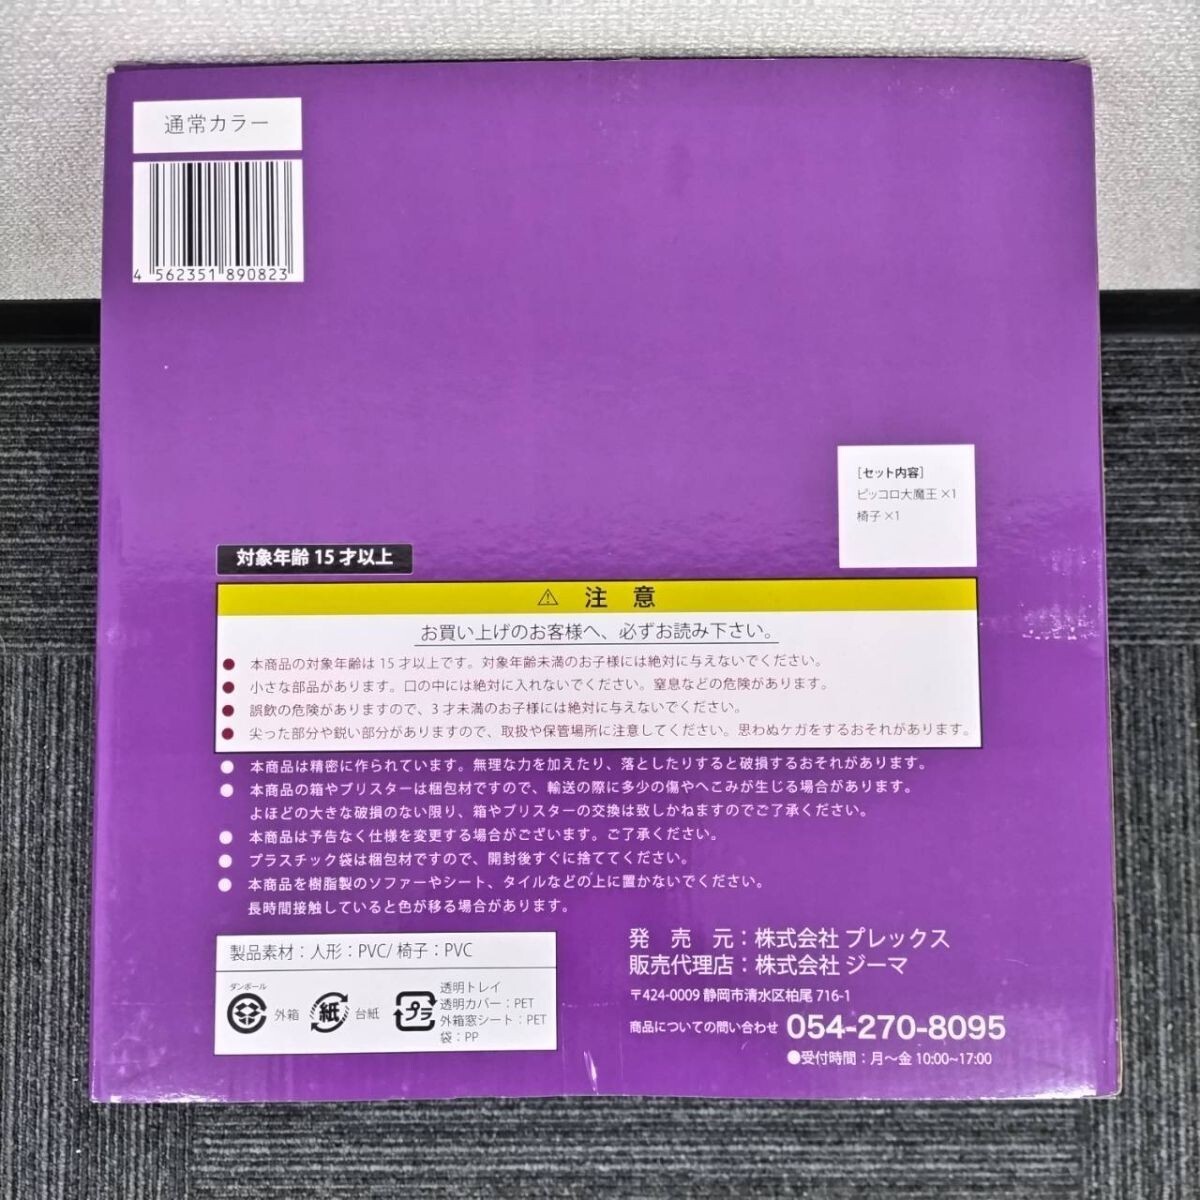 通常カラー
4 562351 890823
[セット内容]
ピッコロ大魔王×1
椅子×1
対象年齢15才以上
⚠ 注 意
お買い上げのお客様へ、必ずお読み下さい。
● 本商品の対象年齢は15才以上です。対象年齢未満のお子様には絶対に与えないでください。
● 小さな部品があります。口の中には絶対に入れないでください。窒息などの危険があります。
● 誤飲の危険がありますので、3才未満のお子様には絶対に与えないでください。
● 尖った部分や鋭い部分がありますので、取扱や保管場所に注意してください。思わぬケガをするおそれがあります。
● 本商品は精密に作られています。無理な力を加えたり、落としたりすると破損するおそれがあります。
● 本商品の箱やブリスターは梱包材ですので、輸送の際に多少の傷やへこみが生じる場合があります。
よほどの大きな破損のない限り、箱やブリスターの交換は致しかねますのでご了承ください。
● 本商品は予告なく仕様を変更する場合がございます。ご了承ください。
● プラスチック袋は梱包材ですので、開封後すぐに捨ててください。
● 本商品を樹脂製のソファーやシート、タイルなどの上に置かないでください。
長時間接触していると色が移る場合があります。
製品素材：人形：PVC/ 椅子：PVC
ダンボール
外箱
紙
台紙
プラ
透明トレイ
透明カバー：PET
外箱窓シート：PET
袋：PP
発 売 元：株式会社 プレックス
販売代理店：株式会社 ジーマ
〒424-0009 静岡市清水区柏尾 716-1
商品についての問い合わせ 054-270-8095
●受付時間：月～金 10:00~17:00